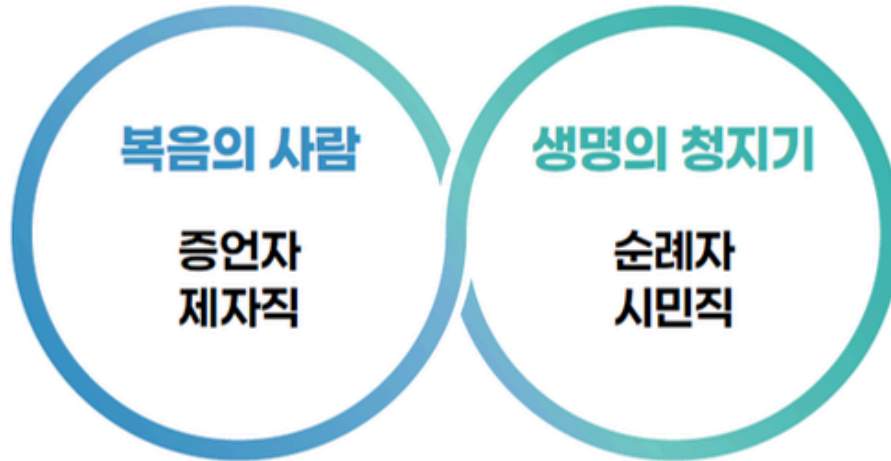 복음의 사람
증언자
제자직
생명의 청지기
순례자
시민직